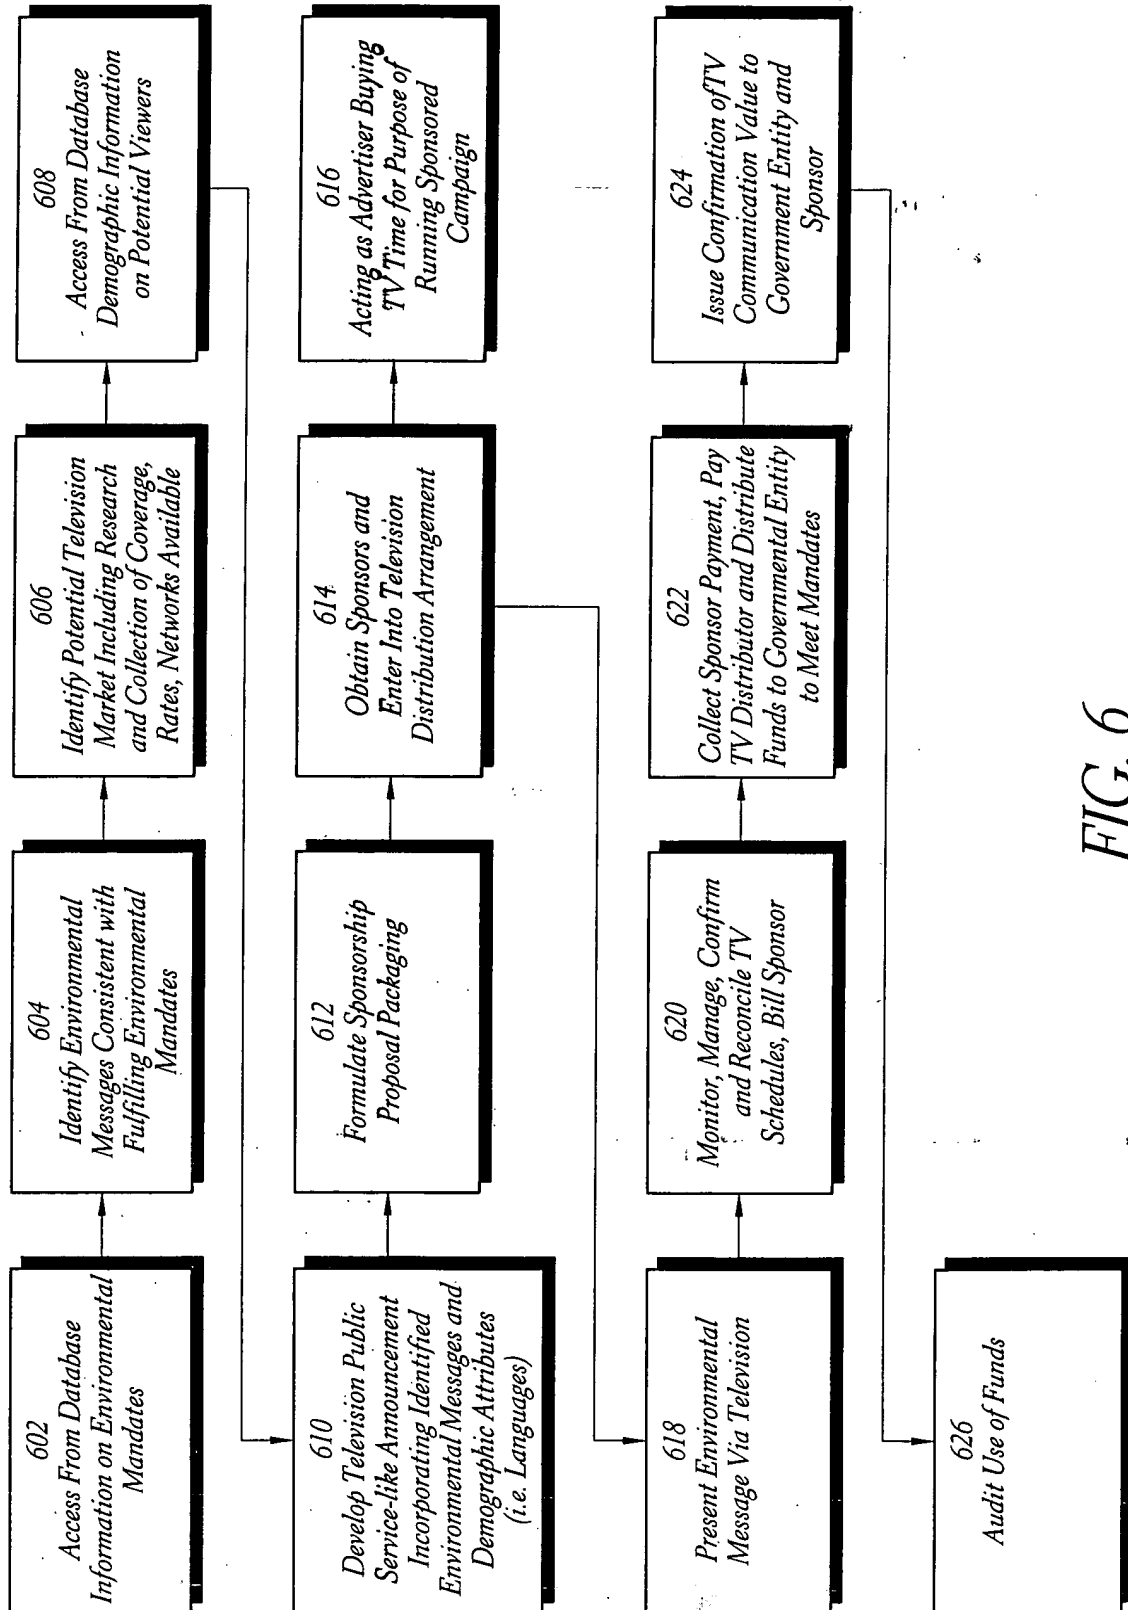 602
Access From Database
Information on Environmental
Mandates
604
Identify Environmental
Messages Consistent with
Fulfilling Environmental
Mandates
606
Identify Potential Television
Market Including Research
and Collection of Coverage,
Rates, Networks Available
608
Access From Database
Demographic Information
on Potential Viewers
610
Develop Television Public
Service-like Announcement
Incorporating Identified
Environmental Messages and
Demographic Attributes
(i.e. Languages)
612
Formulate Sponsorship
Proposal Packaging
614
Obtain Sponsors and
Enter Into Television
Distribution Arrangement
616
Acting as Advertiser Buying
TV Time for Purpose of
Running Sponsored
Campaign
618
Present Environmental
Message Via Television
620
Monitor, Manage, Confirm
and Reconcile TV
Schedules, Bill Sponsor
622
Collect Sponsor Payment, Pay
TV Distributor and Distribute
Funds to Governmental Entity
to Meet Mandates
624
Issue Confirmation of TV
Communication Value to
Government Entity and
Sponsor
626
Audit Use of Funds
FIG. 6